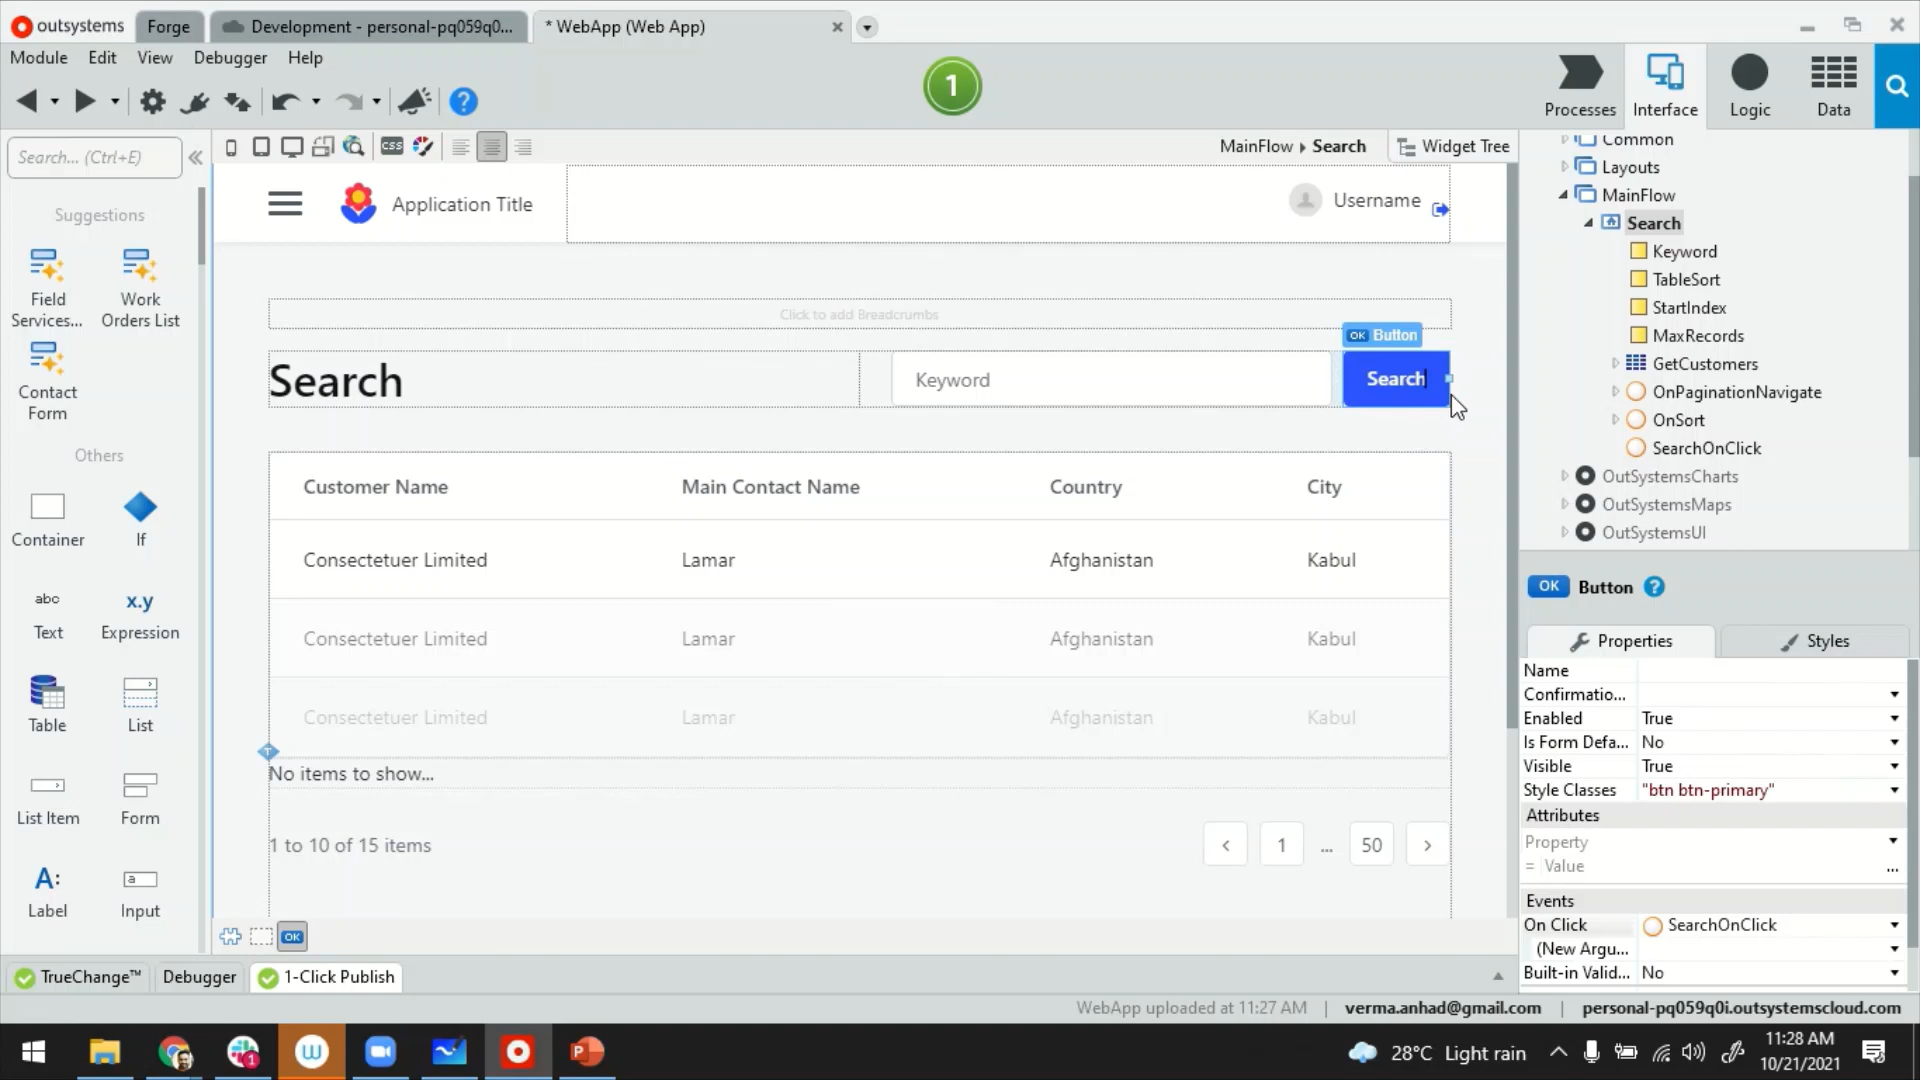 outsystems
Forge
Development - personal-pq059q0...
* WebApp (Web App)
Module Edit View Debugger Help
1
Processes
Interface
Logic
Data
Search... (Ctrl+E)
CSS
MainFlow Search
Widget Tree
Suggestions
Field Services...
Work Orders List
Contact Form
Others
Container
If
abc
Text
x.y
Expression
Table
List
List Item
Form
A:
Label
a
Input
Application Title
Username
Click to add Breadcrumbs
OK Button
Search
Keyword
Search
Customer Name Main Contact Name Country City
Consectetuer Limited Lamar Afghanistan Kabul
Consectetuer Limited Lamar Afghanistan Kabul
Consectetuer Limited Lamar Afghanistan Kabul
T
No items to show...
1 to 10 of 15 items
1 ... 50
OK
Common
Layouts
MainFlow
Search
Keyword
TableSort
StartIndex
MaxRecords
GetCustomers
OnPaginationNavigate
OnSort
SearchOnClick
OutSystemsCharts
OutSystemsMaps
OutSystemsUI
OK Button ?
Properties
Styles
Name
Confirmatio...
Enabled True
Is Form Defa... No
Visible True
Style Classes "btn btn-primary"
Attributes
Property
= Value ...
Events
On Click SearchOnClick
(New Argu...
Built-in Valid... No
TrueChange™
Debugger
1-Click Publish
WebApp uploaded at 11:27 AM | verma.anhad@gmail.com | personal-pq059q0i.outsystemscloud.com
28°C Light rain
11:28 AM
10/21/2021